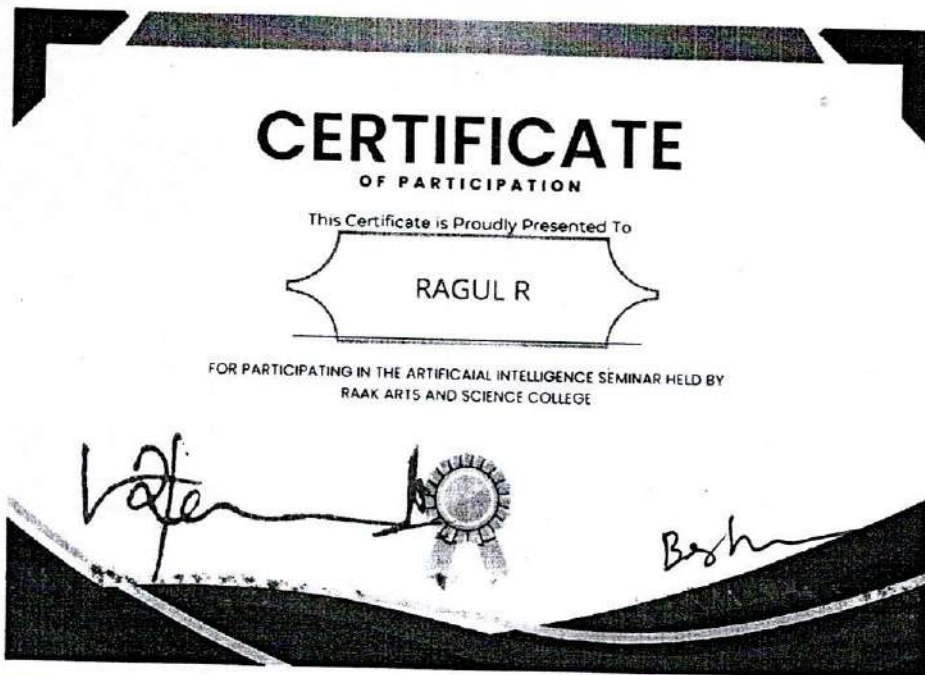 CERTIFICATE
OF PARTICIPATION
This Certificate is Proudly Presented To
RAGUL R
FOR PARTICIPATING IN THE ARTIFICAIAL INTELLIGENCE SEMINAR HELD BY
RAAK ARTS AND SCIENCE COLLEGE